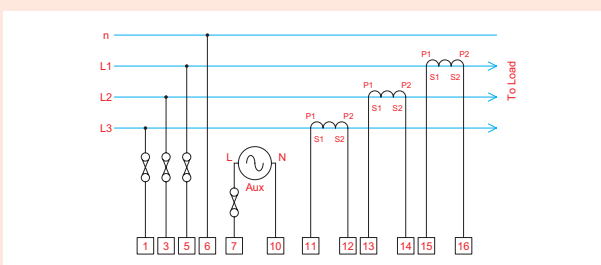 n
P1 P2
L1
S1 S2
To Load
P1 P2
L2
S1 S2
P1 P2
L3
S1 S2
L N
Aux
1 3 5 6 7 10 11 12 13 14 15 16